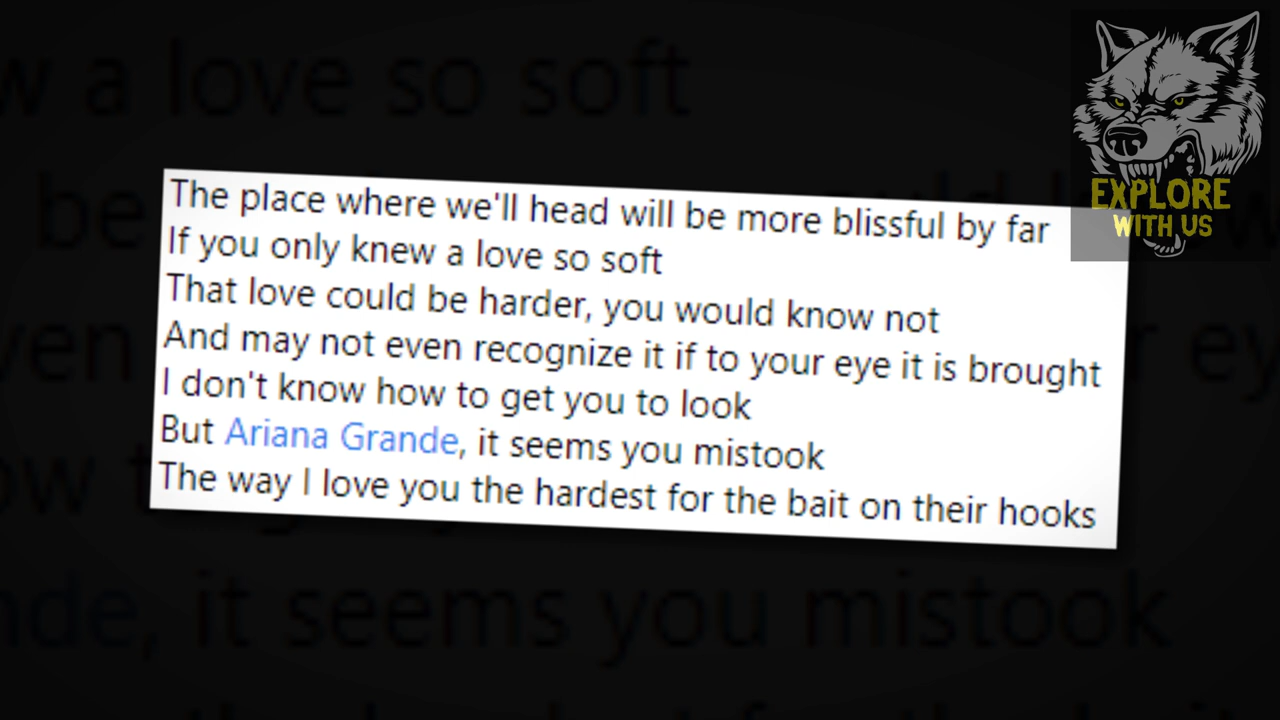 The place where we'll head will be more blissful by far
If you only knew a love so soft
That love could be harder, you would know not
And may not even recognize it if to your eye it is brought
I don't know how to get you to look
But Ariana Grande, it seems you mistook
The way I love you the hardest for the bait on their hooks
EXPLORE
WITH US